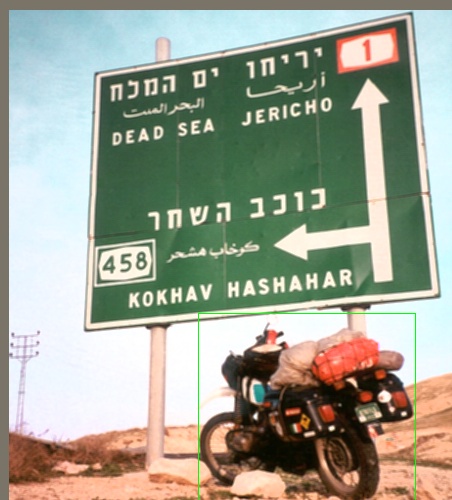 יריחו ים המלח
1
أريحا البحر الميت
DEAD SEA JERICHO
כוכב השחר
كوخاب هشحر
458
KOKHAV HASHAHAR